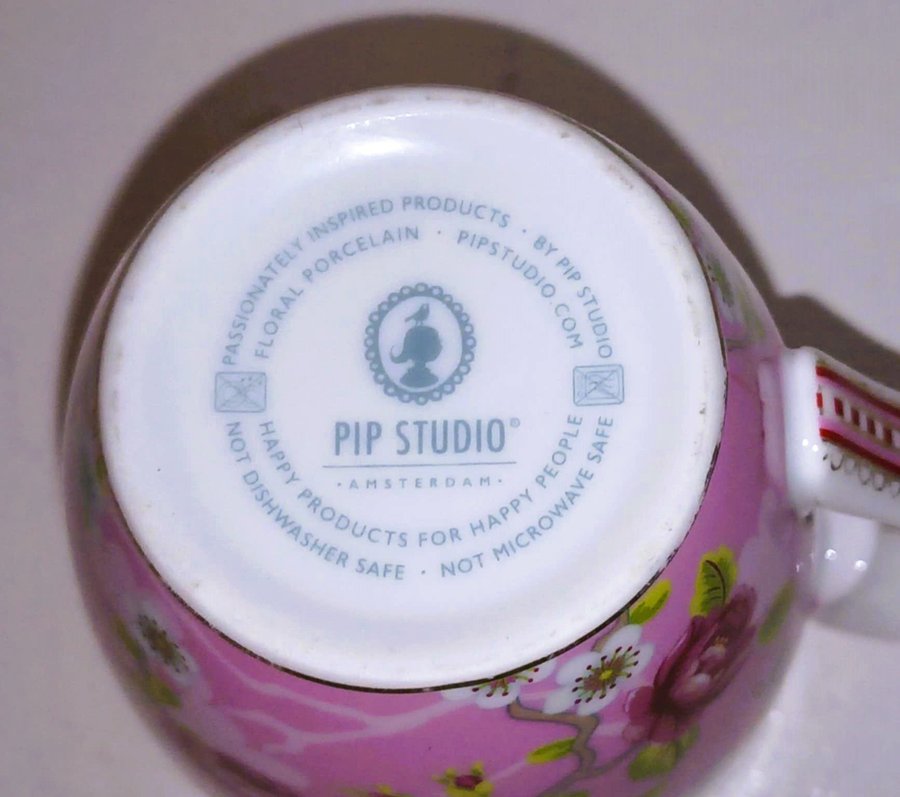 PASSIONATELY INSPIRED PRODUCTS · BY PIP STUDIO
FLORAL PORCELAIN · PIPSTUDIO.COM
PIP STUDIO®
·AMSTERDAM·
HAPPY PRODUCTS FOR HAPPY PEOPLE
NOT DISHWASHER SAFE · NOT MICROWAVE SAFE